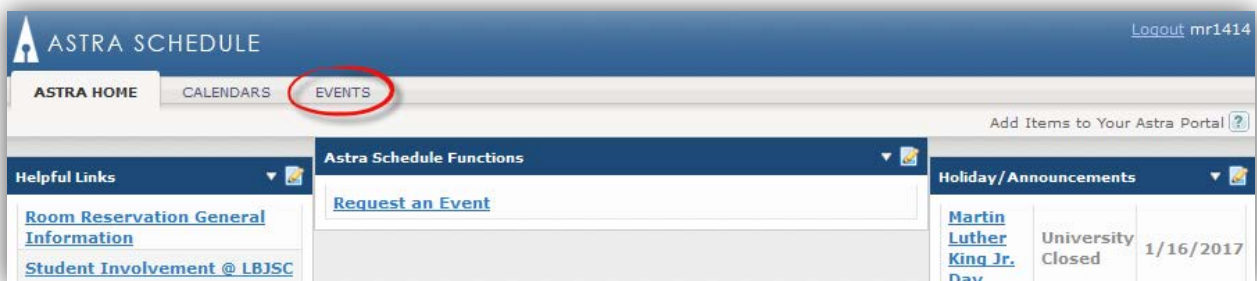 ASTRA SCHEDULE
Logout mr1414
ASTRA HOME CALENDARS EVENTS
Add Items to Your Astra Portal ?
Helpful Links
Room Reservation General
Information
Student Involvement @ LBJSC
Astra Schedule Functions
Request an Event
Holiday/Announcements
Martin
Luther
King Jr.
Day
University
Closed
1/16/2017